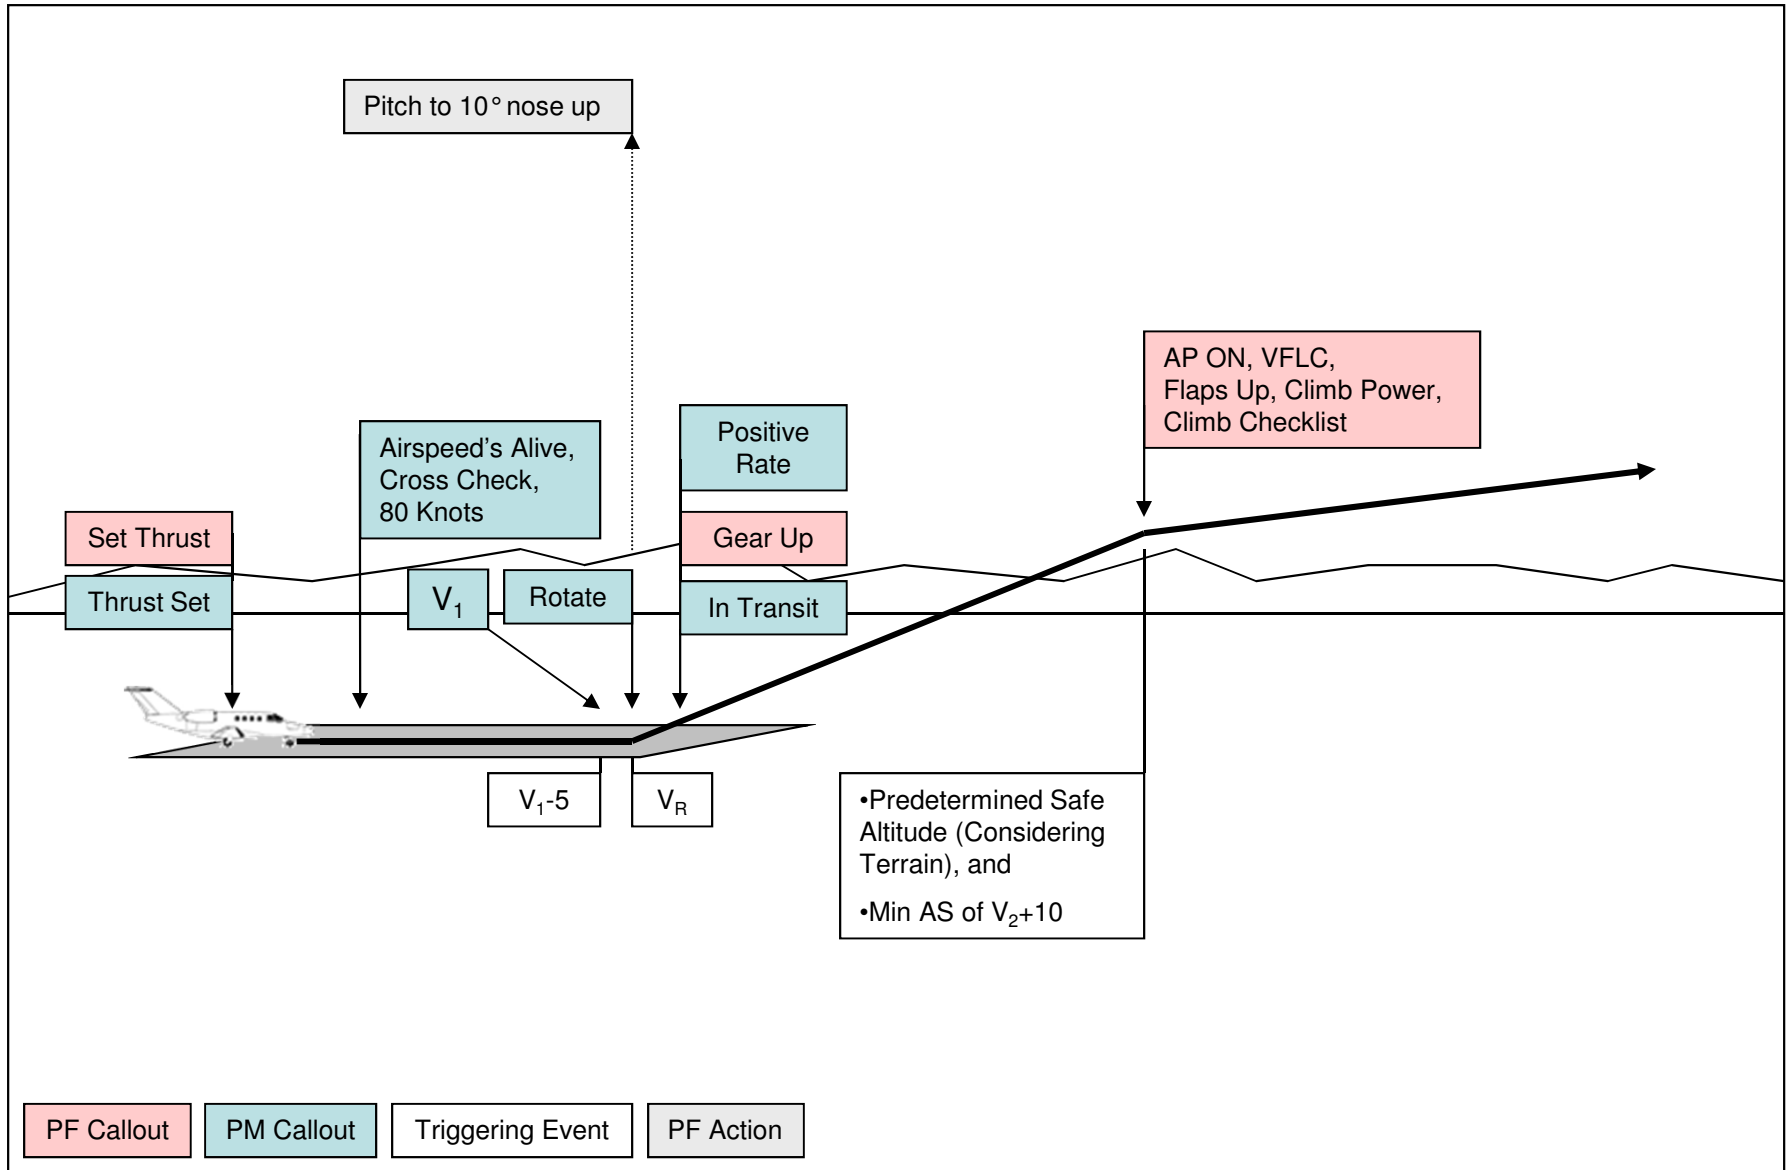 Pitch to 10° nose up
AP ON, VFLC,
Flaps Up, Climb Power,
Climb Checklist
Positive
Rate
Airspeed's Alive,
Cross Check,
80 Knots
Set Thrust
Gear Up
Thrust Set
V1
Rotate
In Transit
V1-5
VR
•Predetermined Safe
Altitude (Considering
Terrain), and
•Min AS of V2+10
PF Callout
PM Callout
Triggering Event
PF Action